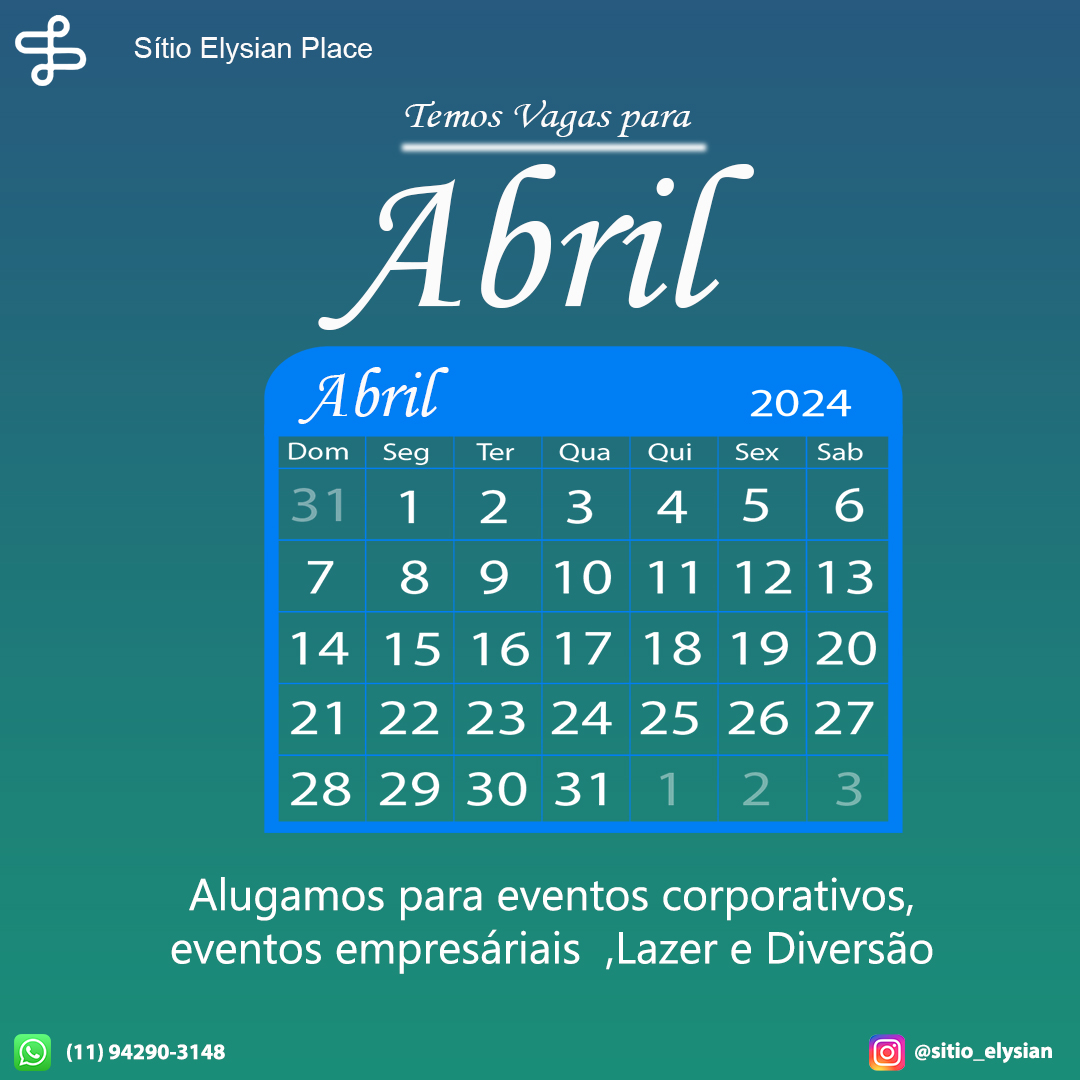 Sítio Elysian Place
Temos Vagas para
Abril
Abril 2024
Dom Seg Ter Qua Qui Sex Sab
31 1 2 3 4 5 6
7 8 9 10 11 12 13
14 15 16 17 18 19 20
21 22 23 24 25 26 27
28 29 30 31 1 2 3
Alugamos para eventos corporativos,
eventos empresáriais ,Lazer e Diversão
(11) 94290-3148 @sitio_elysian